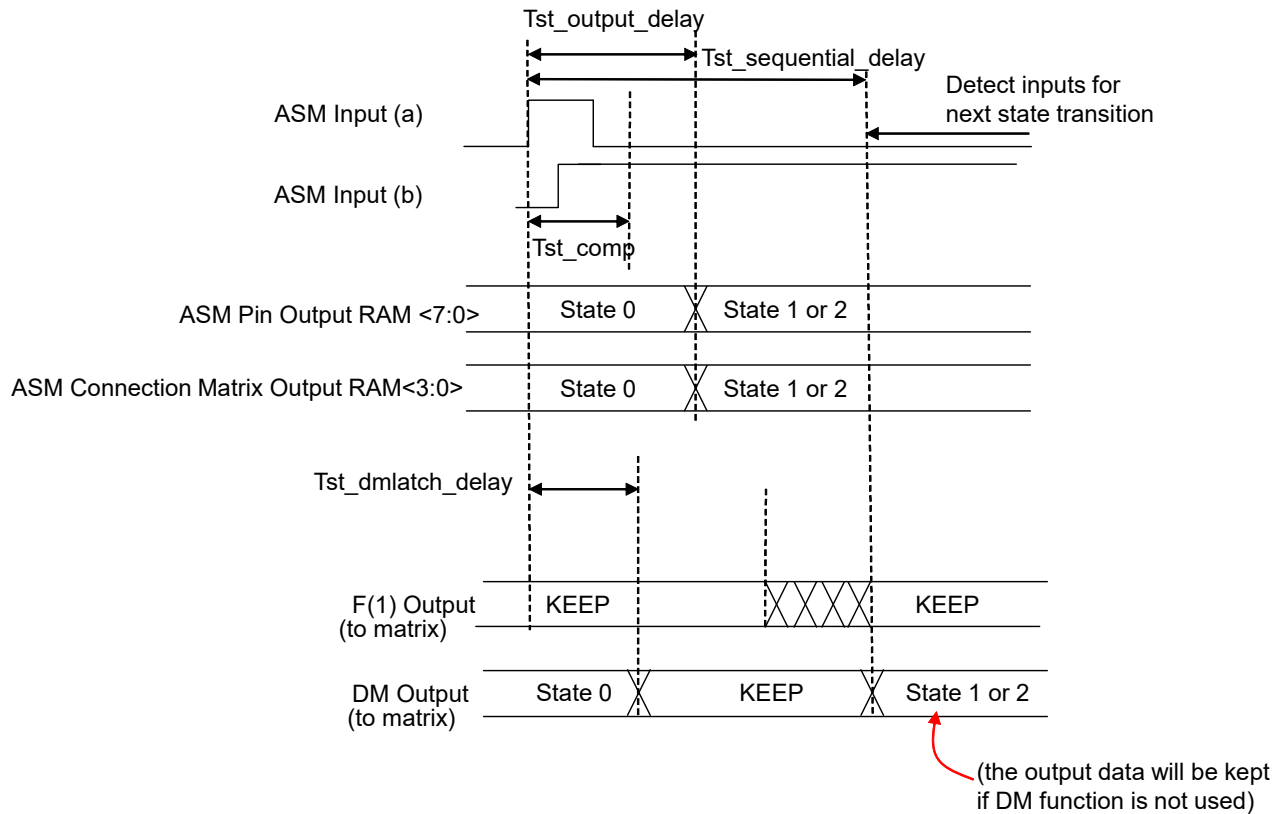 Tst_output_delay
Tst_sequential_delay
Detect inputs for
next state transition
ASM Input (a)
ASM Input (b)
Tst_comp
ASM Pin Output RAM <7:0>
State 0
State 1 or 2
ASM Connection Matrix Output RAM<3:0>
State 0
State 1 or 2
Tst_dmlatch_delay
F(1) Output
(to matrix)
KEEP
KEEP
DM Output
(to matrix)
State 0
KEEP
State 1 or 2
(the output data will be kept
if DM function is not used)